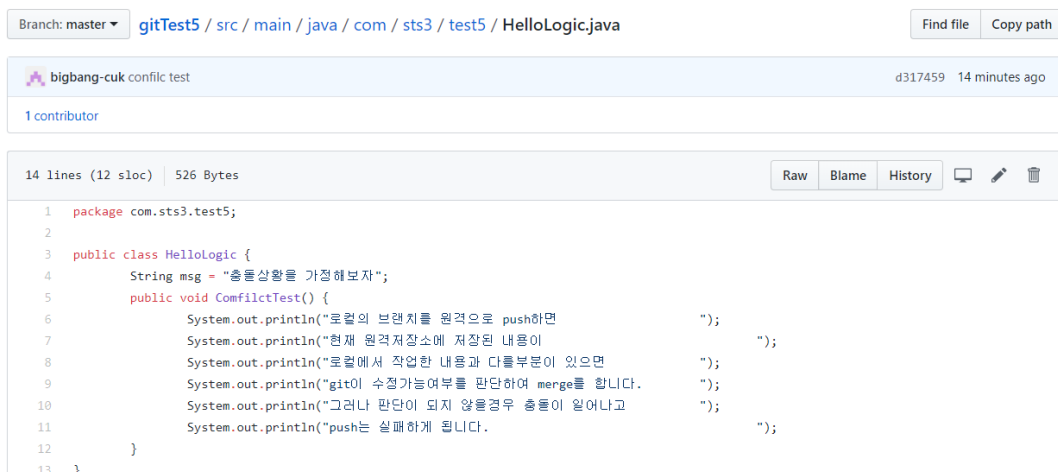 Branch: master
gitTest5 / src / main / java / com / sts3 / test5 / HelloLogic.java
Find file
Copy path
bigbang-cuk confilc test
d317459 14 minutes ago
1 contributor
14 lines (12 sloc) 526 Bytes
Raw Blame History
1 package com.sts3.test5;
2
3 public class HelloLogic {
4 String msg = "충돌상황을 가정해보자";
5 public void ComfilctTest() {
6 System.out.println("로컬의 브랜치를 원격으로 push하면 ");
7 System.out.println("현재 원격저장소에 저장된 내용이 ");
8 System.out.println("로컬에서 작업한 내용과 다를부분이 있으면 ");
9 System.out.println("git이 수정가능여부를 판단하여 merge를 합니다. ");
10 System.out.println("그러나 판단이 되지 않을경우 충돌이 일어나고 ");
11 System.out.println("push는 실패하게 됩니다. ");
12 }
13 }